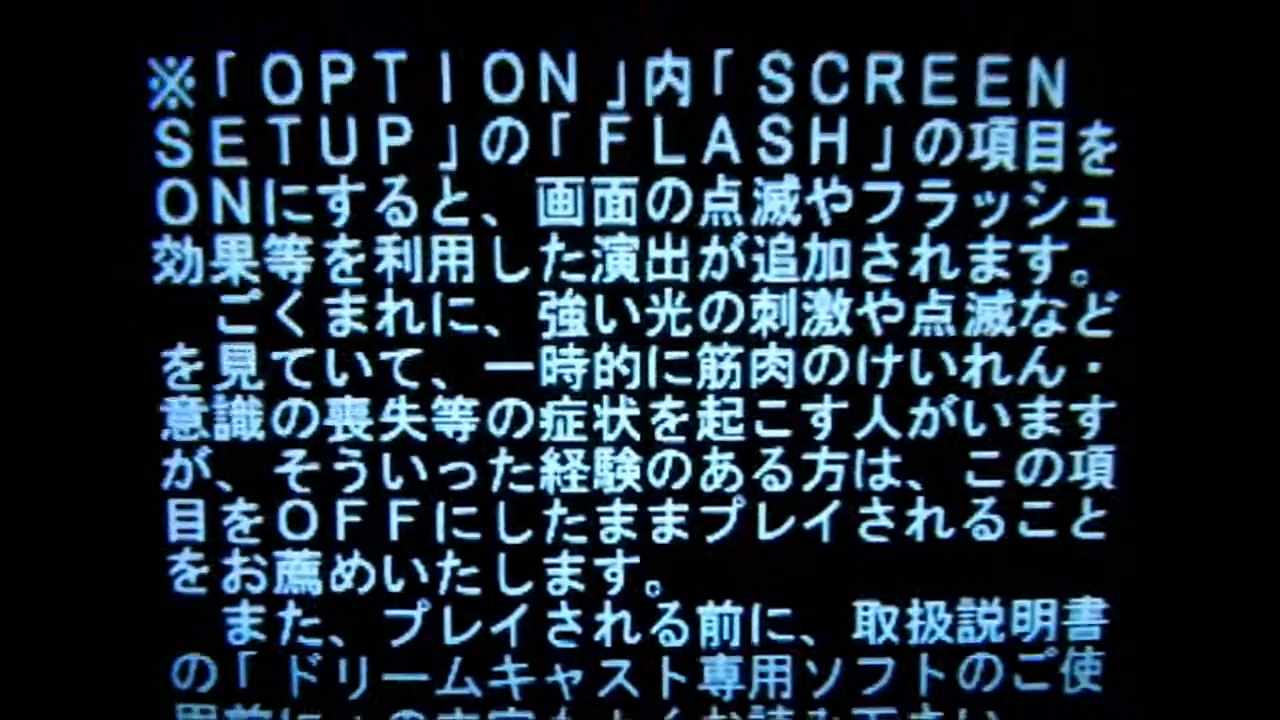 ※「ＯＰＴＩＯＮ」内「ＳＣＲＥＥＮ
ＳＥＴＵＰ」の「ＦＬＡＳＨ」の項目を
ＯＮにすると、画面の点滅やフラッシュ
効果等を利用した演出が追加されます。
　ごくまれに、強い光の刺激や点滅など
を見ていて、一時的に筋肉のけいれん・
意識の喪失等の症状を起こす人がいます
が、そういった経験のある方は、この項
目をＯＦＦにしたままプレイされること
をお薦めいたします。
　また、プレイされる前に、取扱説明書
の「ドリームキャスト専用ソフトのご使